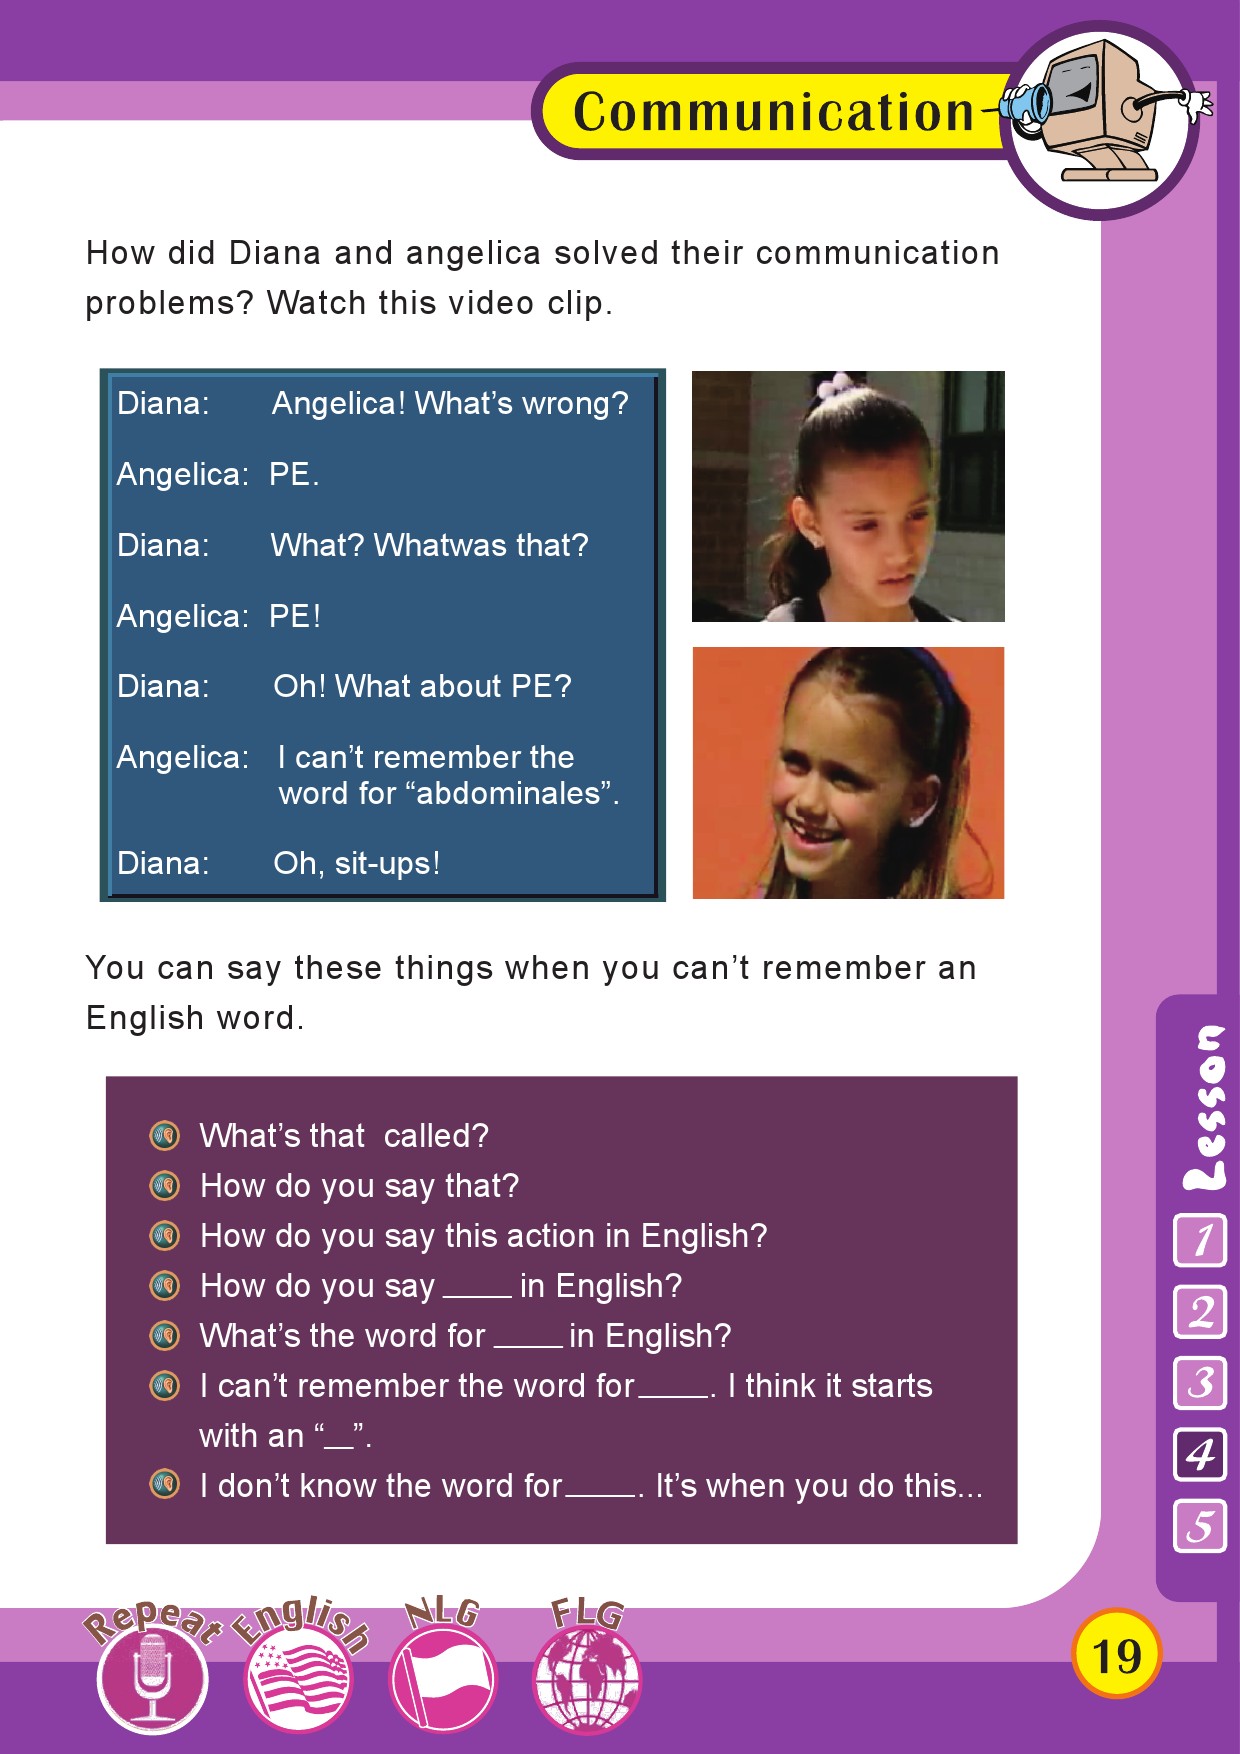 Communication
How did Diana and angelica solved their communication
problems? Watch this video clip.
Diana: Angelica! What's wrong?
Angelica: PE.
Diana: What? Whatwas that?
Angelica: PE!
Diana: Oh! What about PE?
Angelica: I can't remember the
word for “abdominales”.
Diana: Oh, sit-ups!
You can say these things when you can't remember an
English word.
What's that called?
How do you say that?
How do you say this action in English?
How do you say ____ in English?
What's the word for ____ in English?
I can't remember the word for ____. I think it starts
with an “__”.
I don't know the word for ____. It's when you do this...
Lesson
1
2
3
4
5
Repeat English NLG FLG
19